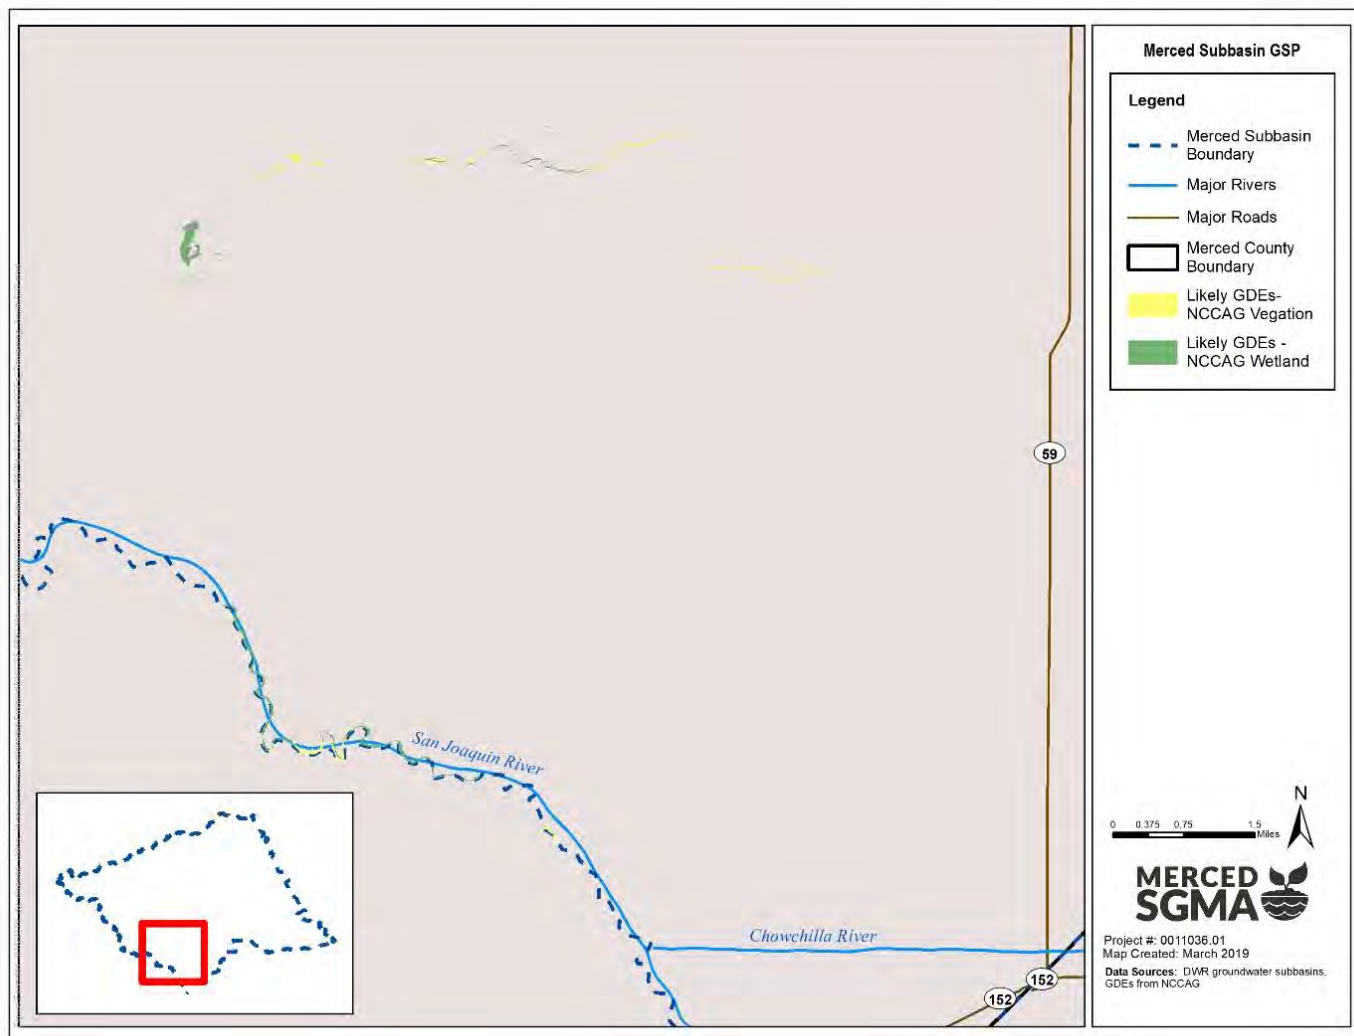 Merced Subbasin GSP
Legend
Merced Subbasin
Boundary
Major Rivers
Major Roads
Merced County
Boundary
Likely GDEs-
NCCAG Vegation
Likely GDEs -
NCCAG Wetland
59
San Joaquin River
Chowchilla River
152
152
N
0 0.375 0.75 1.5
Miles
MERCED
SGMA
Project #: 0011036.01
Map Created: March 2019
Data Sources: DWR groundwater subbasins,
GDEs from NCCAG